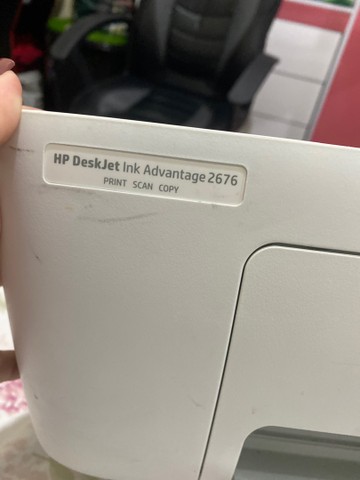 HP DeskJet Ink Advantage 2676
PRINT SCAN COPY